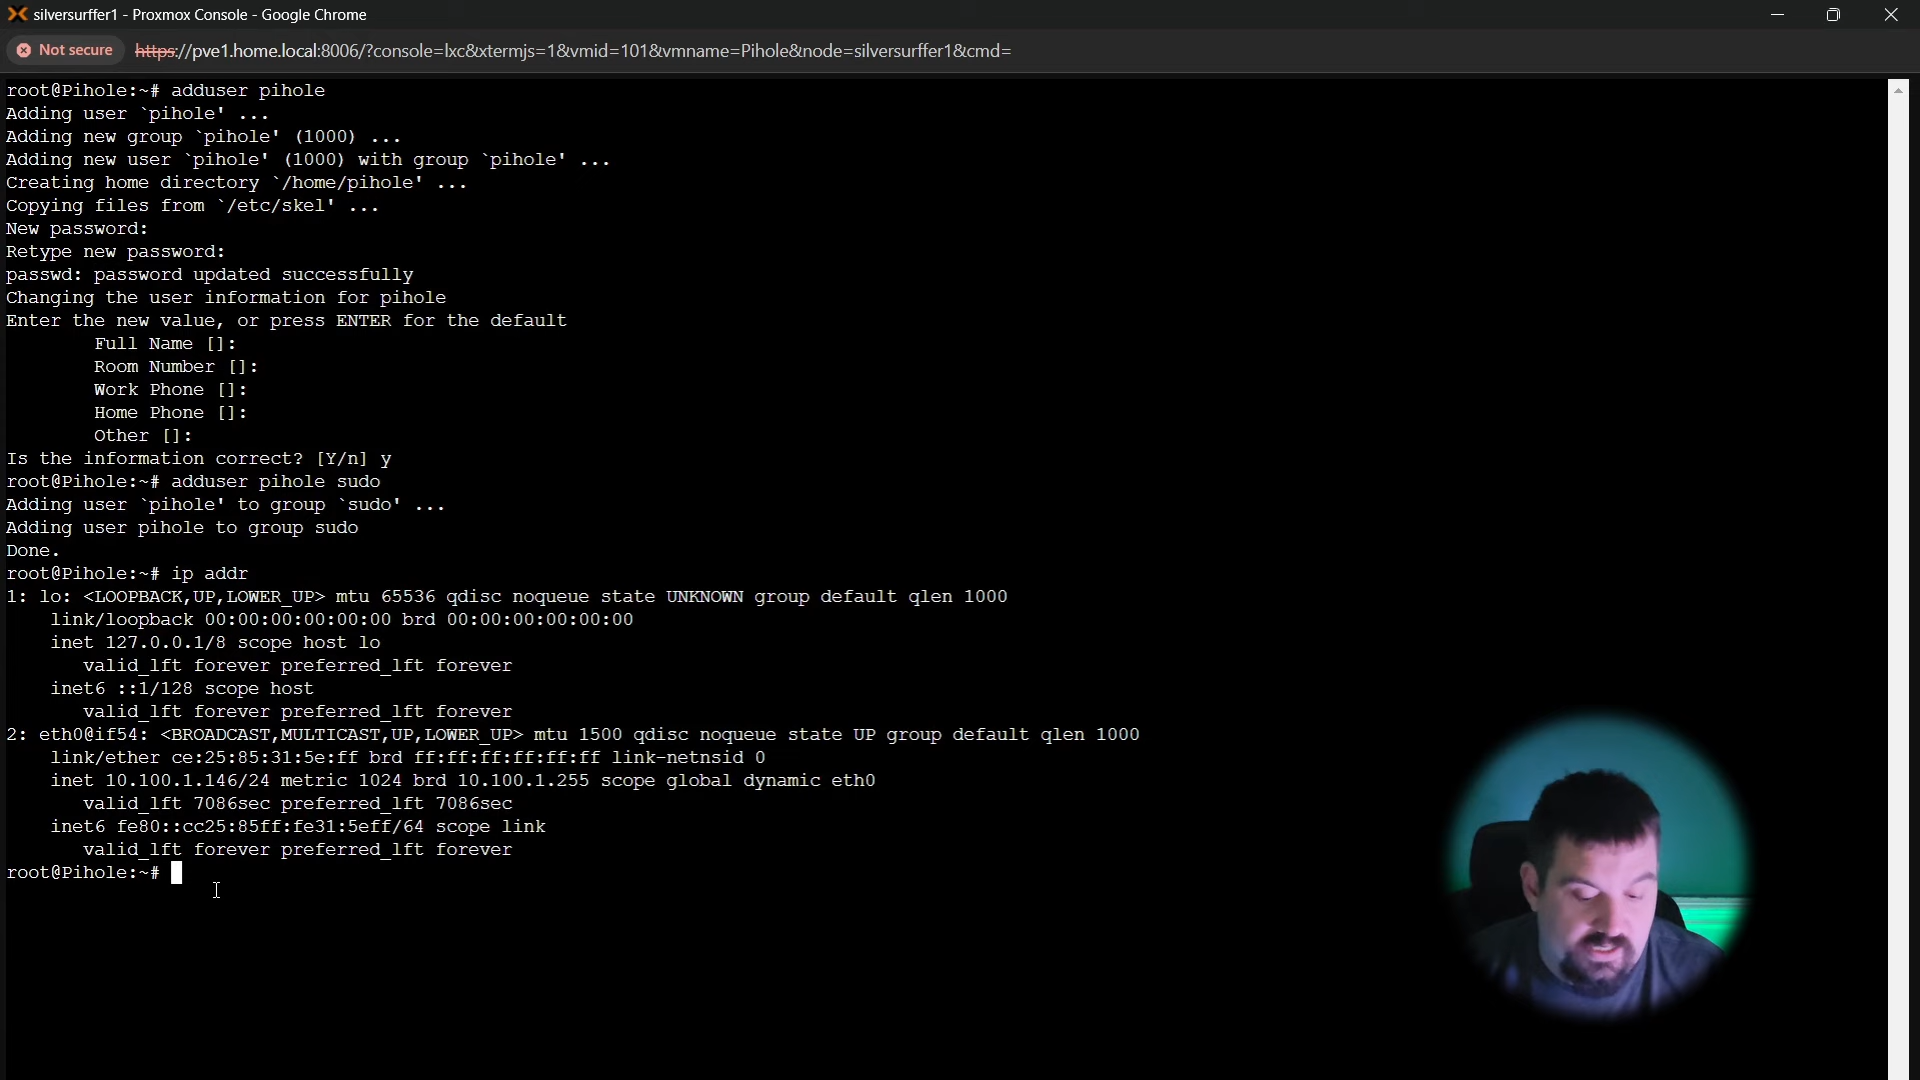 silversurffer1 - Proxmox Console - Google Chrome
Not secure https://pve1.home.local:8006/?console=lxc&xtermjs=1&vmid=101&vmname=Pihole&node=silversurffer1&cmd=
root@Pihole:~# adduser pihole
Adding user `pihole' ...
Adding new group `pihole' (1000) ...
Adding new user `pihole' (1000) with group `pihole' ...
Creating home directory `/home/pihole' ...
Copying files from `/etc/skel' ...
New password:
Retype new password:
passwd: password updated successfully
Changing the user information for pihole
Enter the new value, or press ENTER for the default
Full Name []:
Room Number []:
Work Phone []:
Home Phone []:
Other []:
Is the information correct? [Y/n] y
root@Pihole:~# adduser pihole sudo
Adding user `pihole' to group `sudo' ...
Adding user pihole to group sudo
Done.
root@Pihole:~# ip addr
1: lo: <LOOPBACK,UP,LOWER_UP> mtu 65536 qdisc noqueue state UNKNOWN group default qlen 1000
link/loopback 00:00:00:00:00:00 brd 00:00:00:00:00:00
inet 127.0.0.1/8 scope host lo
valid_lft forever preferred_lft forever
inet6 ::1/128 scope host
valid_lft forever preferred_lft forever
2: eth0@if54: <BROADCAST,MULTICAST,UP,LOWER_UP> mtu 1500 qdisc noqueue state UP group default qlen 1000
link/ether ce:25:85:31:5e:ff brd ff:ff:ff:ff:ff:ff link-netnsid 0
inet 10.100.1.146/24 metric 1024 brd 10.100.1.255 scope global dynamic eth0
valid_lft 7086sec preferred_lft 7086sec
inet6 fe80::cc25:85ff:fe31:5eff/64 scope link
valid_lft forever preferred_lft forever
root@Pihole:~#